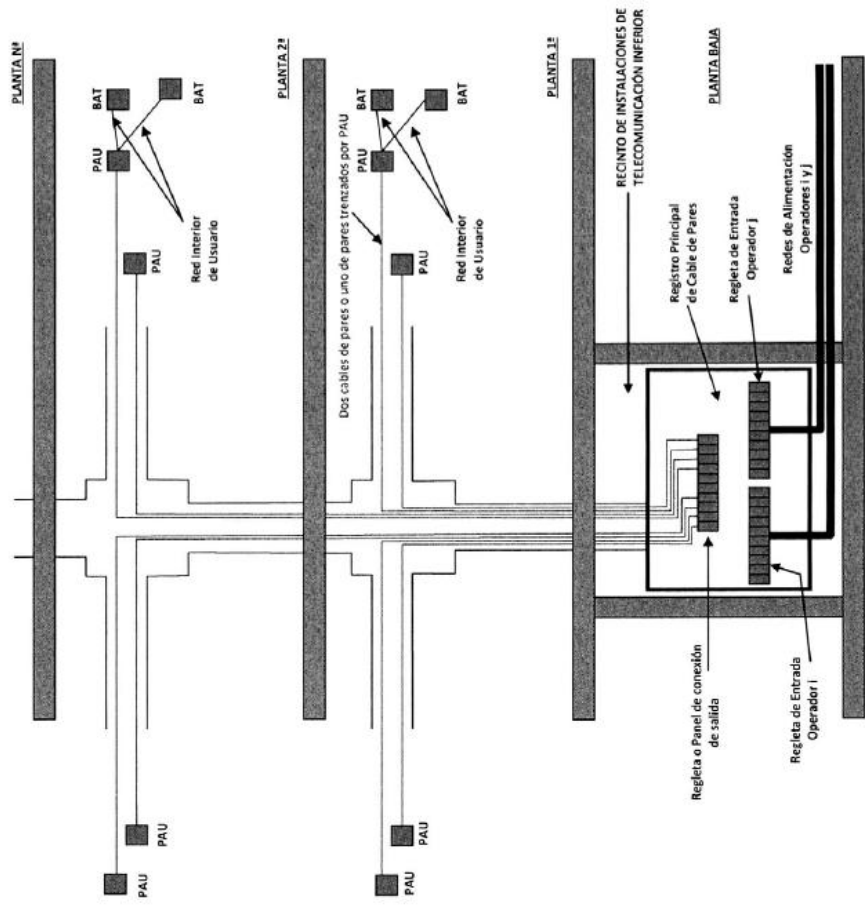 PLANTA Nª
PAU
BAT
BAT
PAU
Red Interior
de Usuario
PAU
PAU
PLANTA 2ª
Dos cables de pares o uno de pares trenzados por PAU
PAU
BAT
BAT
PAU
Red Interior
de Usuario
PAU
PAU
PLANTA 1ª
RECINTO DE INSTALACIONES DE
TELECOMUNICACIÓN INFERIOR
PLANTA BAJA
Registro Principal
de Cable de Pares
Regleta de Entrada
Operador j
Redes de Alimentación
Operadores i y j
Regleta o Panel de conexión
de salida
Regleta de Entrada
Operador i